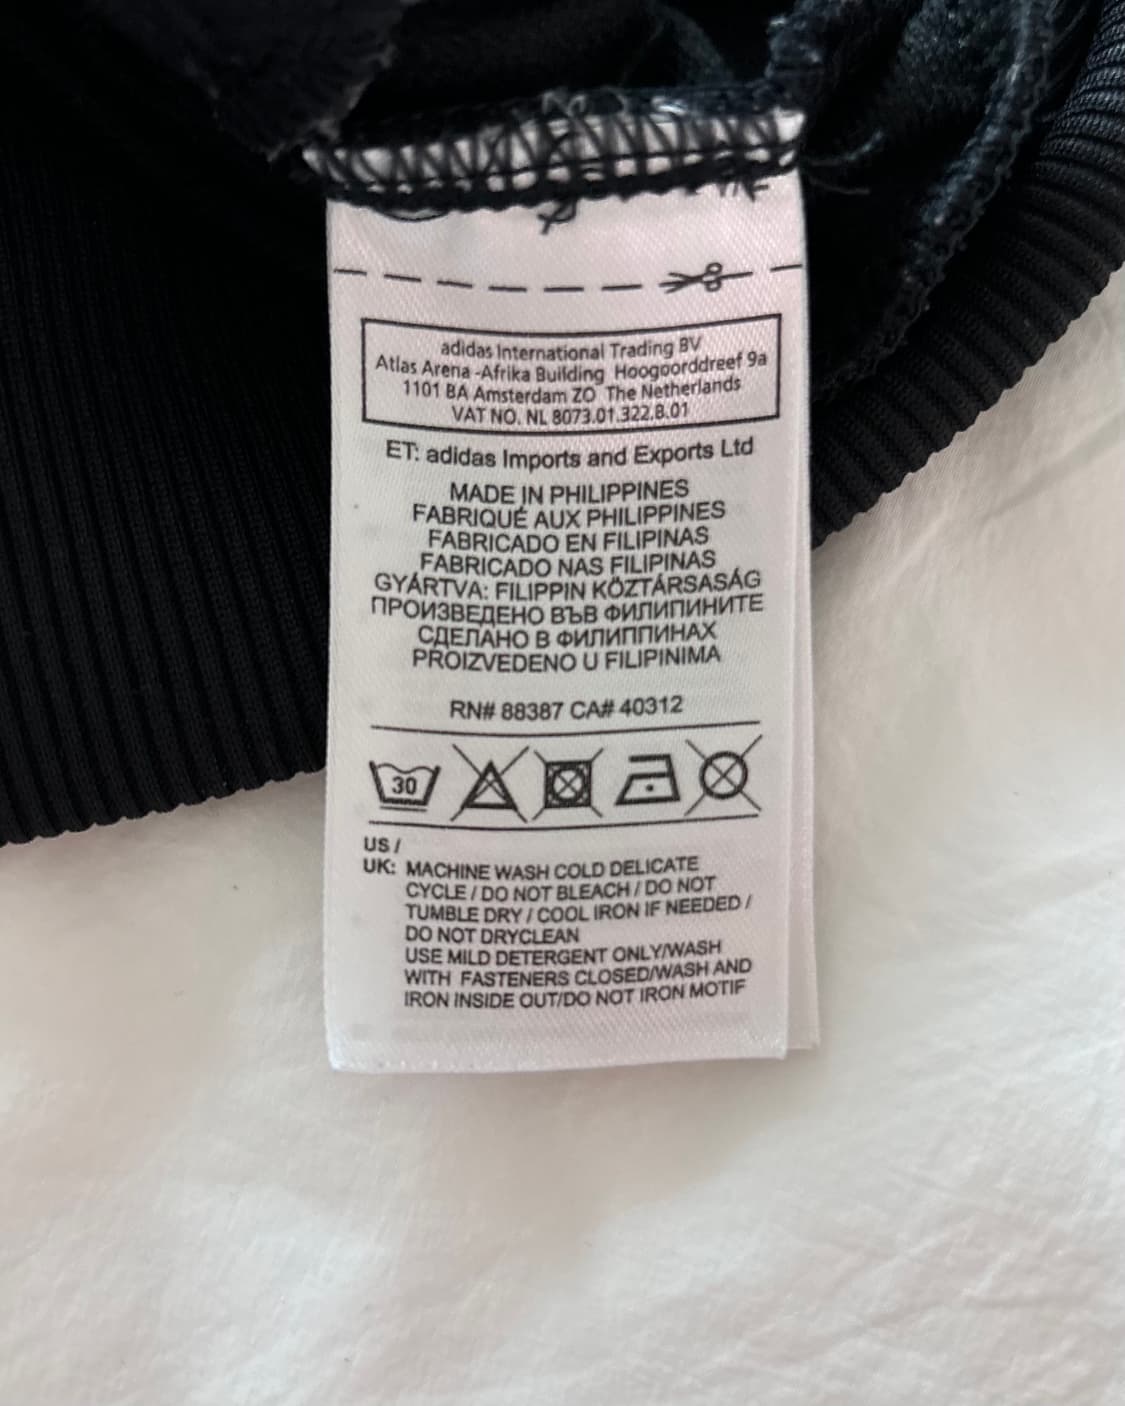 adidas International Trading BV
Atlas Arena -Afrika Building Hoogoorddreef 9a
1101 BA Amsterdam ZO The Netherlands
VAT NO. NL 8073.01.322.B.01
ET: adidas Imports and Exports Ltd
MADE IN PHILIPPINES
FABRIQUÉ AUX PHILIPPINES
FABRICADO EN FILIPINAS
FABRICADO NAS FILIPINAS
GYÁRTVA: FILIPPIN KÖZTÁRSASÁG
ПРОИЗВЕДЕНО ВЪВ ФИЛИПИНИТЕ
СДЕЛАНО В ФИЛИППИНАХ
PROIZVEDENO U FILIPINIMA
RN# 88387 CA# 40312
30
US /
UK: MACHINE WASH COLD DELICATE
CYCLE / DO NOT BLEACH / DO NOT
TUMBLE DRY / COOL IRON IF NEEDED /
DO NOT DRYCLEAN
USE MILD DETERGENT ONLY/WASH
WITH FASTENERS CLOSED/WASH AND
IRON INSIDE OUT/DO NOT IRON MOTIF